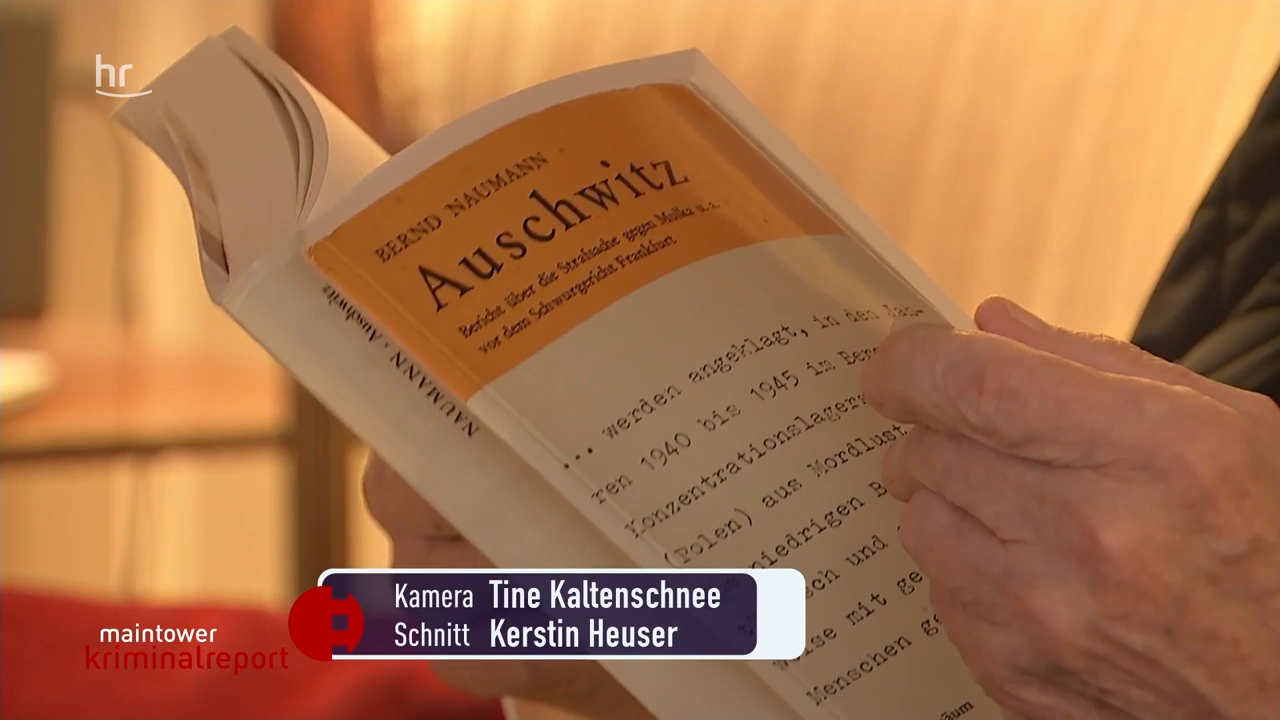 hr
BERND NAUMANN
Auschwitz
Bericht über die Strafsache gegen Mulka u. a.
vor dem Schwurgericht Frankfurt
NAUMANN · Auschwitz
... werden angeklagt, in den Jah-
ren 1940 bis 1945 in
Konzentrationslagers
(Polen) aus Mordlust
niedrigen
und
weise mit
Menschen
Kamera Tine Kaltenschnee
Schnitt Kerstin Heuser
maintower
kriminalreport